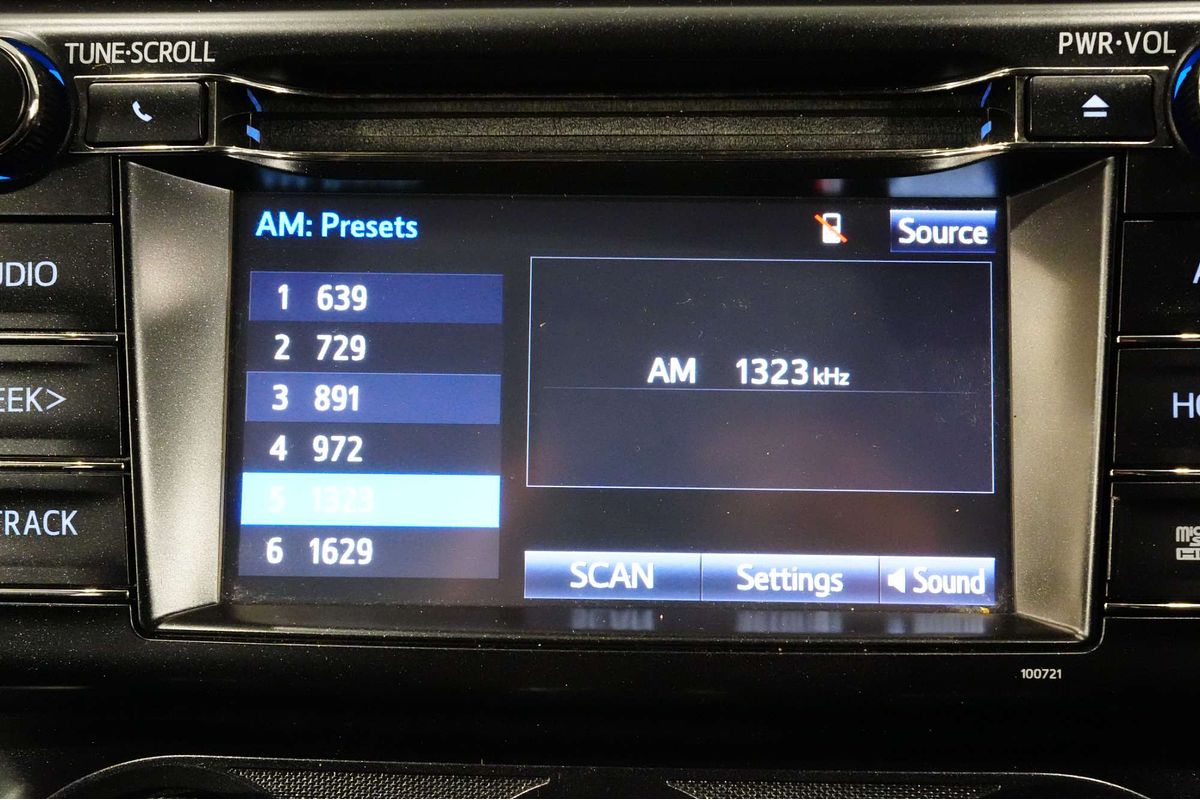 TUNE·SCROLL
PWR·VOL
AM: Presets
Source
UDIO
1 639
2 729
AM 1323 kHz
EEK>
3 891
4 972
TRACK
5 1323
6 1629
SCAN
Settings
Sound
100721